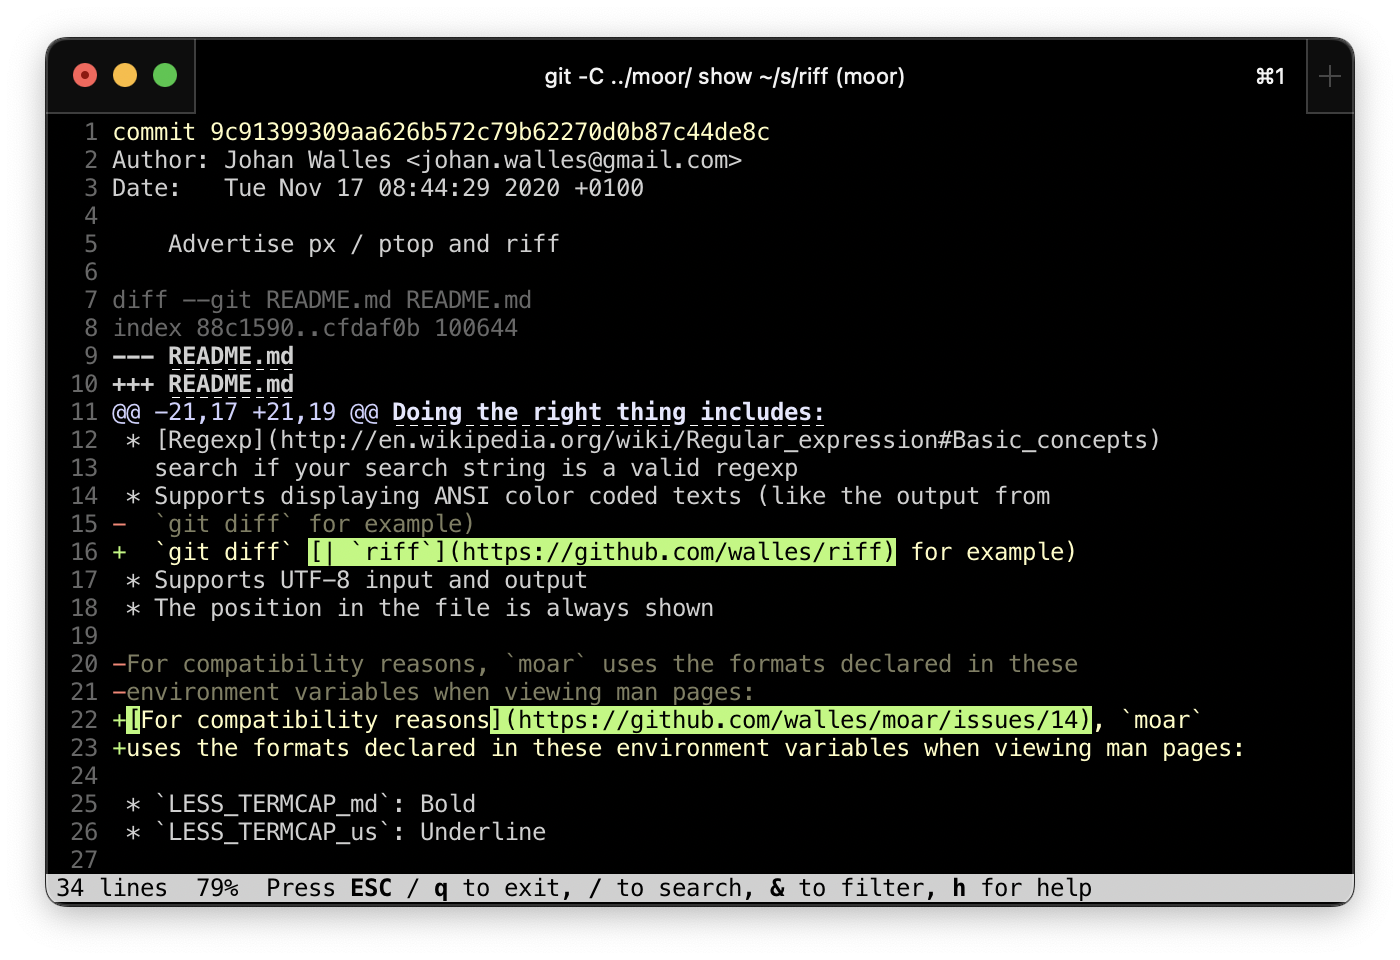 git -C ../moor/ show ~/s/riff (moor) ⌘1 +
1 commit 9c91399309aa626b572c79b62270d0b87c44de8c
2 Author: Johan Walles <johan.walles@gmail.com>
3 Date:   Tue Nov 17 08:44:29 2020 +0100
4
5     Advertise px / ptop and riff
6
7 diff --git README.md README.md
8 index 88c1590..cfdaf0b 100644
9 --- README.md
10 +++ README.md
11 @@ -21,17 +21,19 @@ Doing the right thing includes:
12  * [Regexp](http://en.wikipedia.org/wiki/Regular_expression#Basic_concepts)
13    search if your search string is a valid regexp
14  * Supports displaying ANSI color coded texts (like the output from
15 -  `git diff` for example)
16 +  `git diff` [| `riff`](https://github.com/walles/riff) for example)
17  * Supports UTF-8 input and output
18  * The position in the file is always shown
19
20 -For compatibility reasons, `moar` uses the formats declared in these
21 -environment variables when viewing man pages:
22 +[For compatibility reasons](https://github.com/walles/moar/issues/14), `moar`
23 +uses the formats declared in these environment variables when viewing man pages:
24
25  * `LESS_TERMCAP_md`: Bold
26  * `LESS_TERMCAP_us`: Underline
27
34 lines  79%  Press ESC / q to exit, / to search, & to filter, h for help